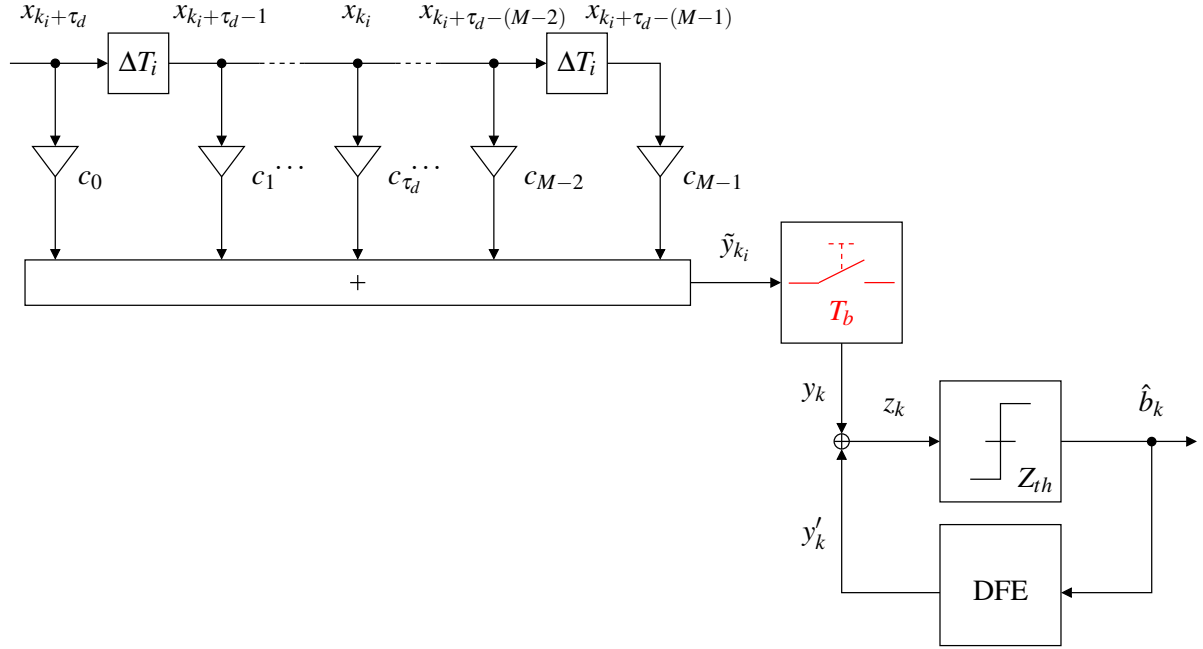 x_{k_i+τ_d} x_{k_i+τ_d−1} x_{k_i} x_{k_i+τ_d−(M−2)} x_{k_i+τ_d−(M−1)}
ΔT_i ΔT_i
c_0 c_1 ··· c_{τ_d} ··· c_{M−2} c_{M−1}
ỹ_{k_i}
+
T_b
y_k z_k b̂_k
Z_{th}
y′_k
DFE